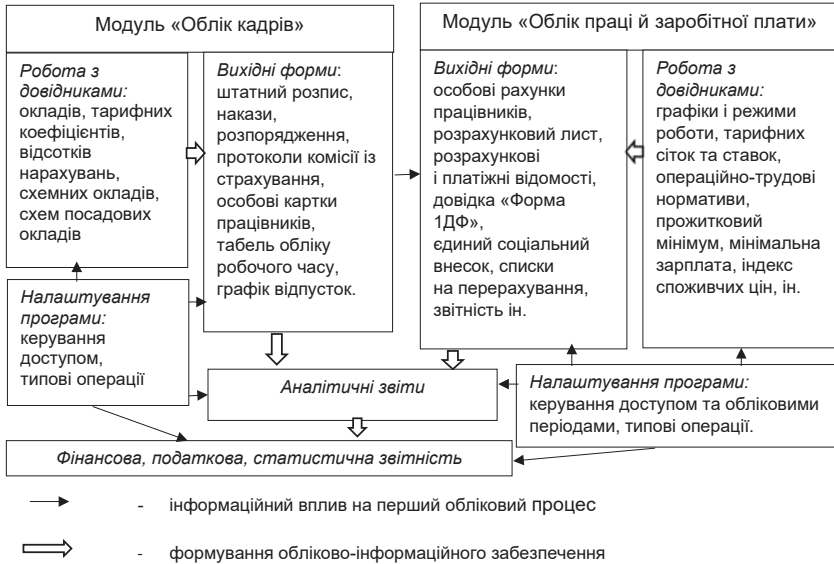 Модуль «Облік кадрів»
Робота з
довідниками:
окладів, тарифних
коефіцієнтів,
відсотків
нарахувань,
схемних окладів,
схем посадових
окладів
Вихідні форми:
штатний розпис,
накази,
розпорядження,
протоколи комісії із
страхування,
особові картки
працівників,
табель обліку
робочого часу,
графік відпусток.
Модуль «Облік праці й заробітної плати»
Вихідні форми:
особові рахунки
працівників,
розрахунковий лист,
розрахункові
і платіжні відомості,
довідка «Форма
1ДФ»,
єдиний соціальний
внесок, списки
на перерахування,
звітність ін.
Робота з
довідниками:
графіки і режими
роботи, тарифних
сіток та ставок,
операційно-трудові
нормативи,
прожитковий
мінімум, мінімальна
зарплата, індекс
споживчих цін, ін.
Налаштування
програми:
керування
доступом,
типові операції
Аналітичні звіти
Налаштування програми:
керування доступом та обліковими
періодами, типові операції.
Фінансова, податкова, статистична звітність
- інформаційний вплив на перший обліковий процес
- формування обліково-інформаційного забезпечення